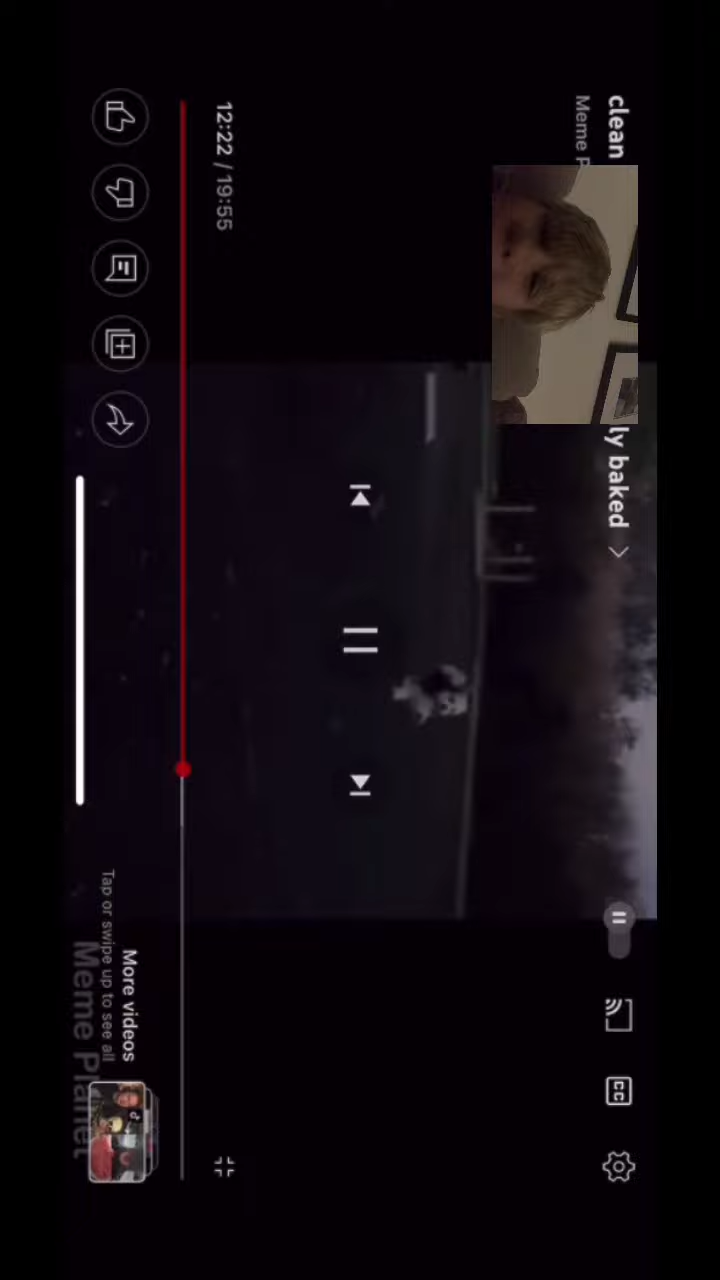 clean
ly baked
Meme P
12:22 / 19:55
CC
More videos
Tap or swipe up to see all
Meme Planet